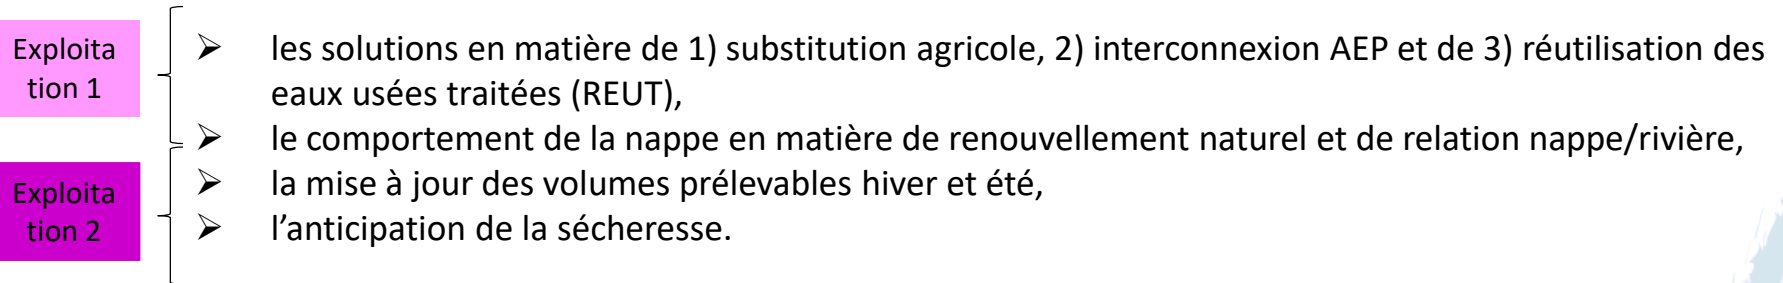 Exploita
tion 1
➢ les solutions en matière de 1) substitution agricole, 2) interconnexion AEP et de 3) réutilisation des
eaux usées traitées (REUT),
➢ le comportement de la nappe en matière de renouvellement naturel et de relation nappe/rivière,
Exploita
tion 2
➢ la mise à jour des volumes prélevables hiver et été,
➢ l’anticipation de la sécheresse.